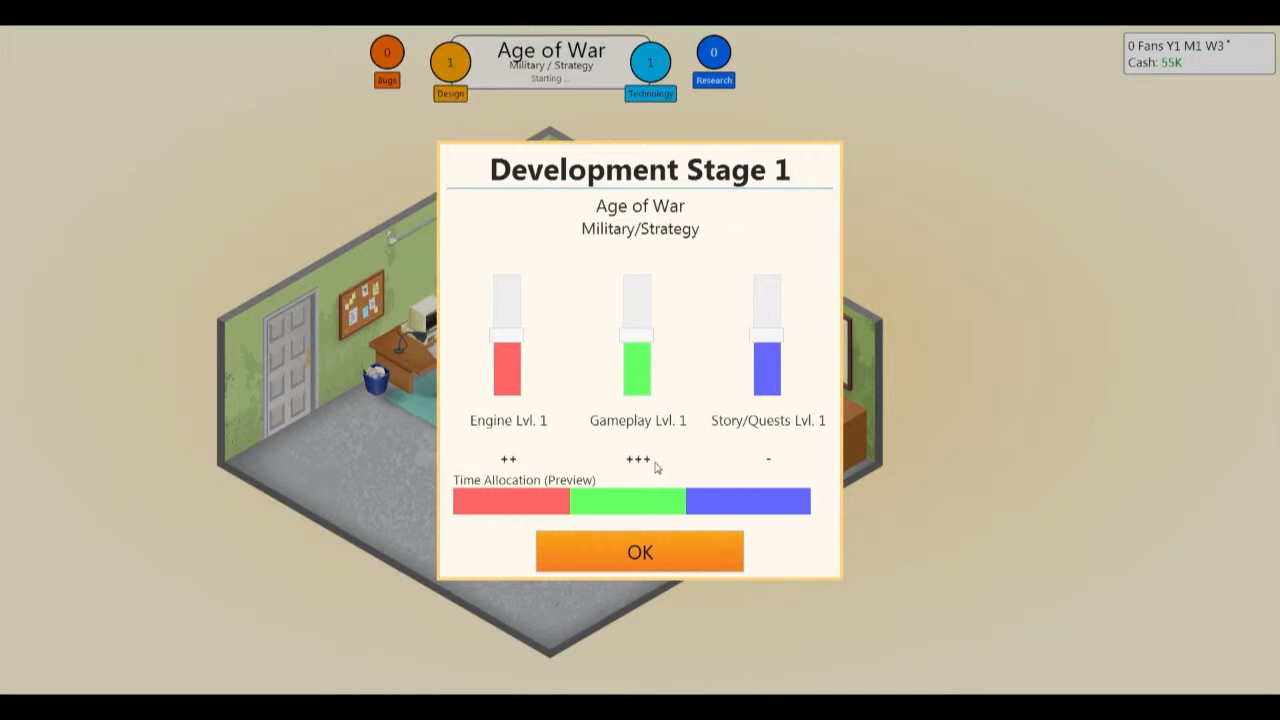 0
Bugs
1
Design
Age of War
Military / Strategy
Starting ...
1
Technology
0
Research
0 Fans Y1 M1 W3
Cash: 55K
Development Stage 1
Age of War
Military/Strategy
Engine Lvl. 1 Gameplay Lvl. 1 Story/Quests Lvl. 1
++ +++ -
Time Allocation (Preview)
OK